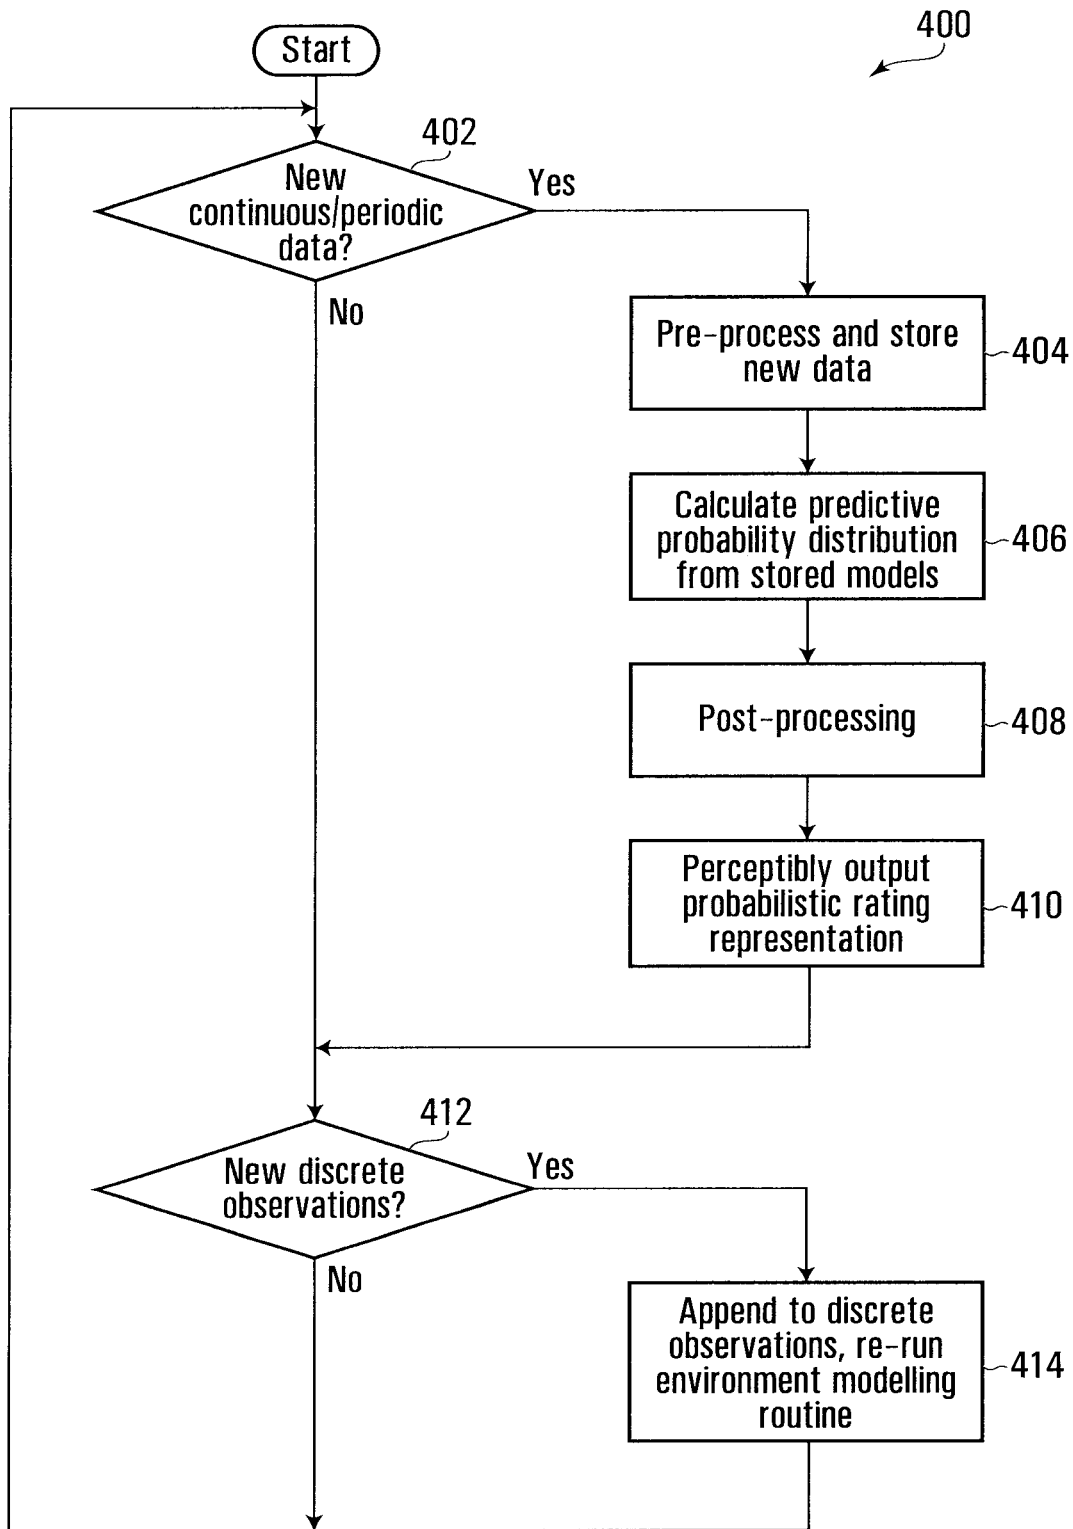 400
Start
402
New
continuous/periodic
data?
Yes
No
Pre-process and store
new data
404
Calculate predictive
probability distribution
from stored models
406
Post-processing
408
Perceptibly output
probabilistic rating
representation
410
412
New discrete
observations?
Yes
No
Append to discrete
observations, re-run
environment modelling
routine
414